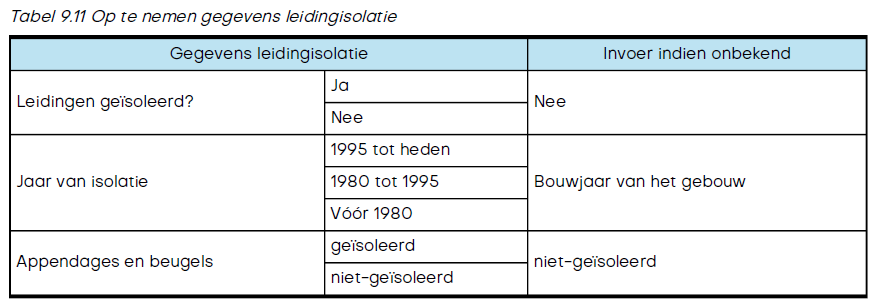 Tabel 9.11 Op te nemen gegevens leidingisolatie
Gegevens leidingisolatie Invoer indien onbekend
Leidingen geïsoleerd? Ja Nee
Nee
Jaar van isolatie 1995 tot heden Bouwjaar van het gebouw
1980 tot 1995
Vóór 1980
Appendages en beugels geïsoleerd niet-geïsoleerd
niet-geïsoleerd